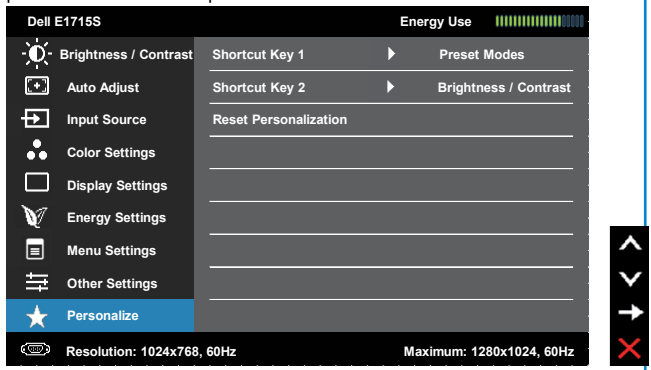 Dell E1715S Energy Use
Brightness / Contrast Shortcut Key 1 Preset Modes
Auto Adjust Shortcut Key 2 Brightness / Contrast
Input Source Reset Personalization
Color Settings
Display Settings
Energy Settings
Menu Settings
Other Settings
Personalize
Resolution: 1024x768, 60Hz Maximum: 1280x1024, 60Hz